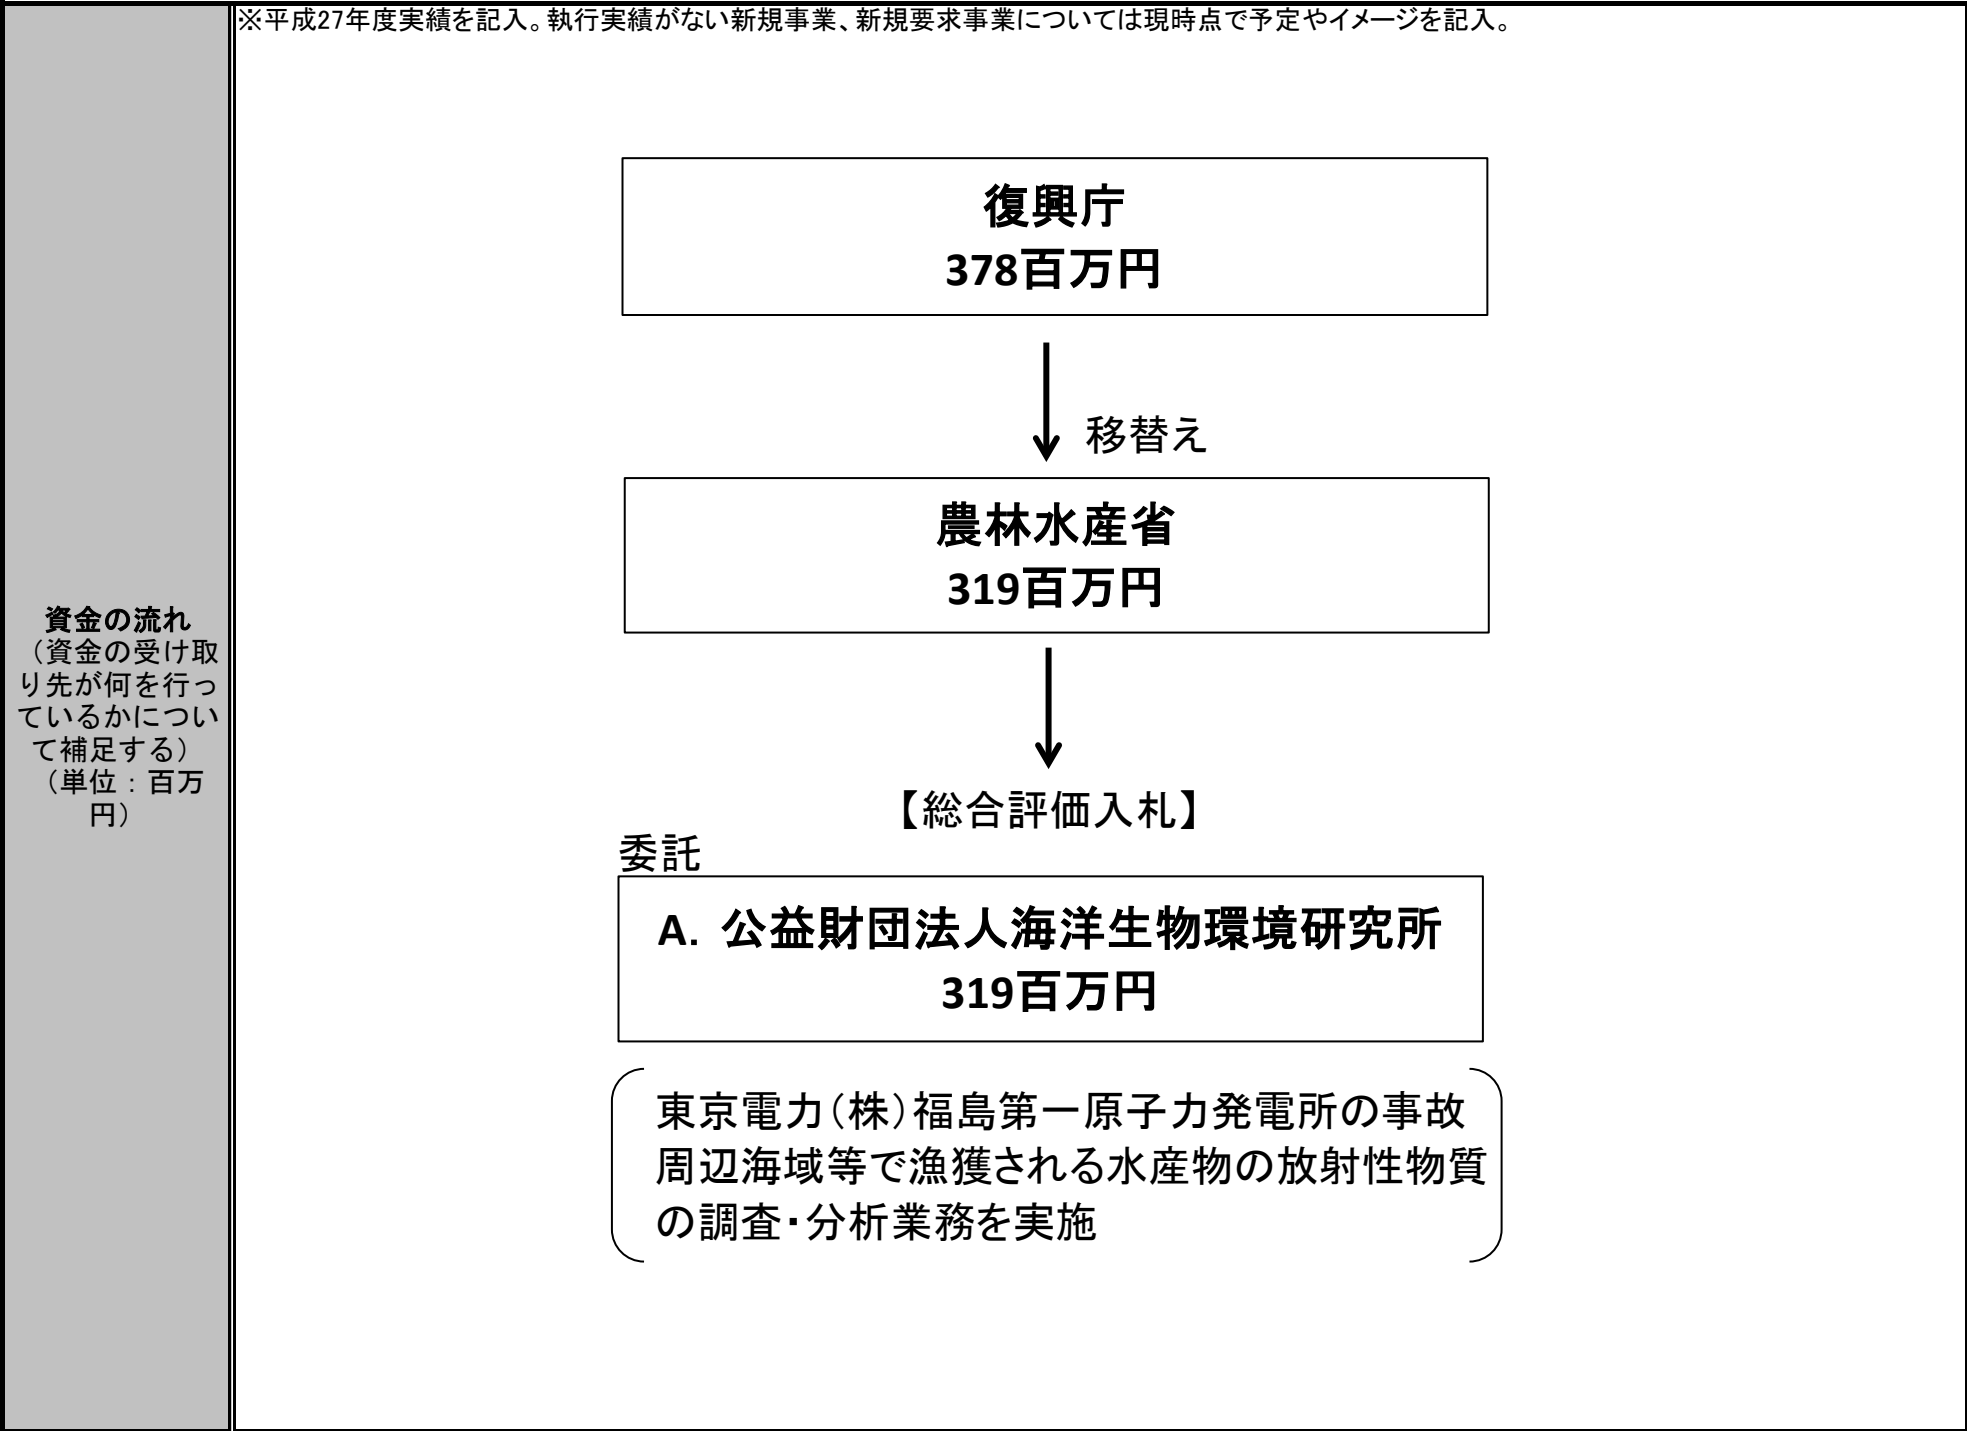 ※平成27年度実績を記入。執行実績がない新規事業、新規要求事業については現時点で予定やイメージを記入。
資金の流れ
（資金の受け取
り先が何を行っ
ているかについ
て補足する）
（単位：百万
円）
復興庁
378百万円
移替え
農林水産省
319百万円
【総合評価入札】
委託
A. 公益財団法人海洋生物環境研究所
319百万円
東京電力（株）福島第一原子力発電所の事故
周辺海域等で漁獲される水産物の放射性物質
の調査・分析業務を実施